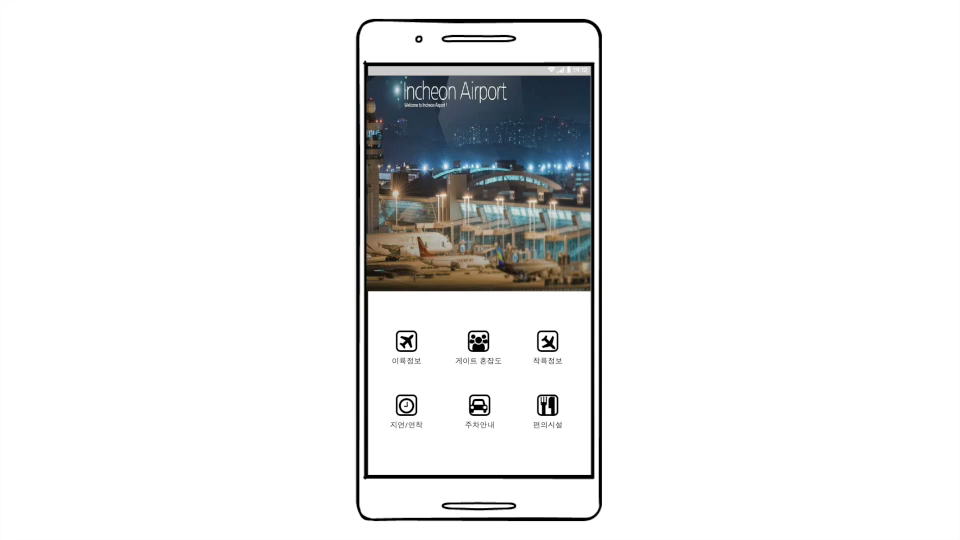 Incheon Airport
Welcome to Incheon Airport !
이륙정보
게이트 혼잡도
착륙정보
지연/연착
주차안내
편의시설